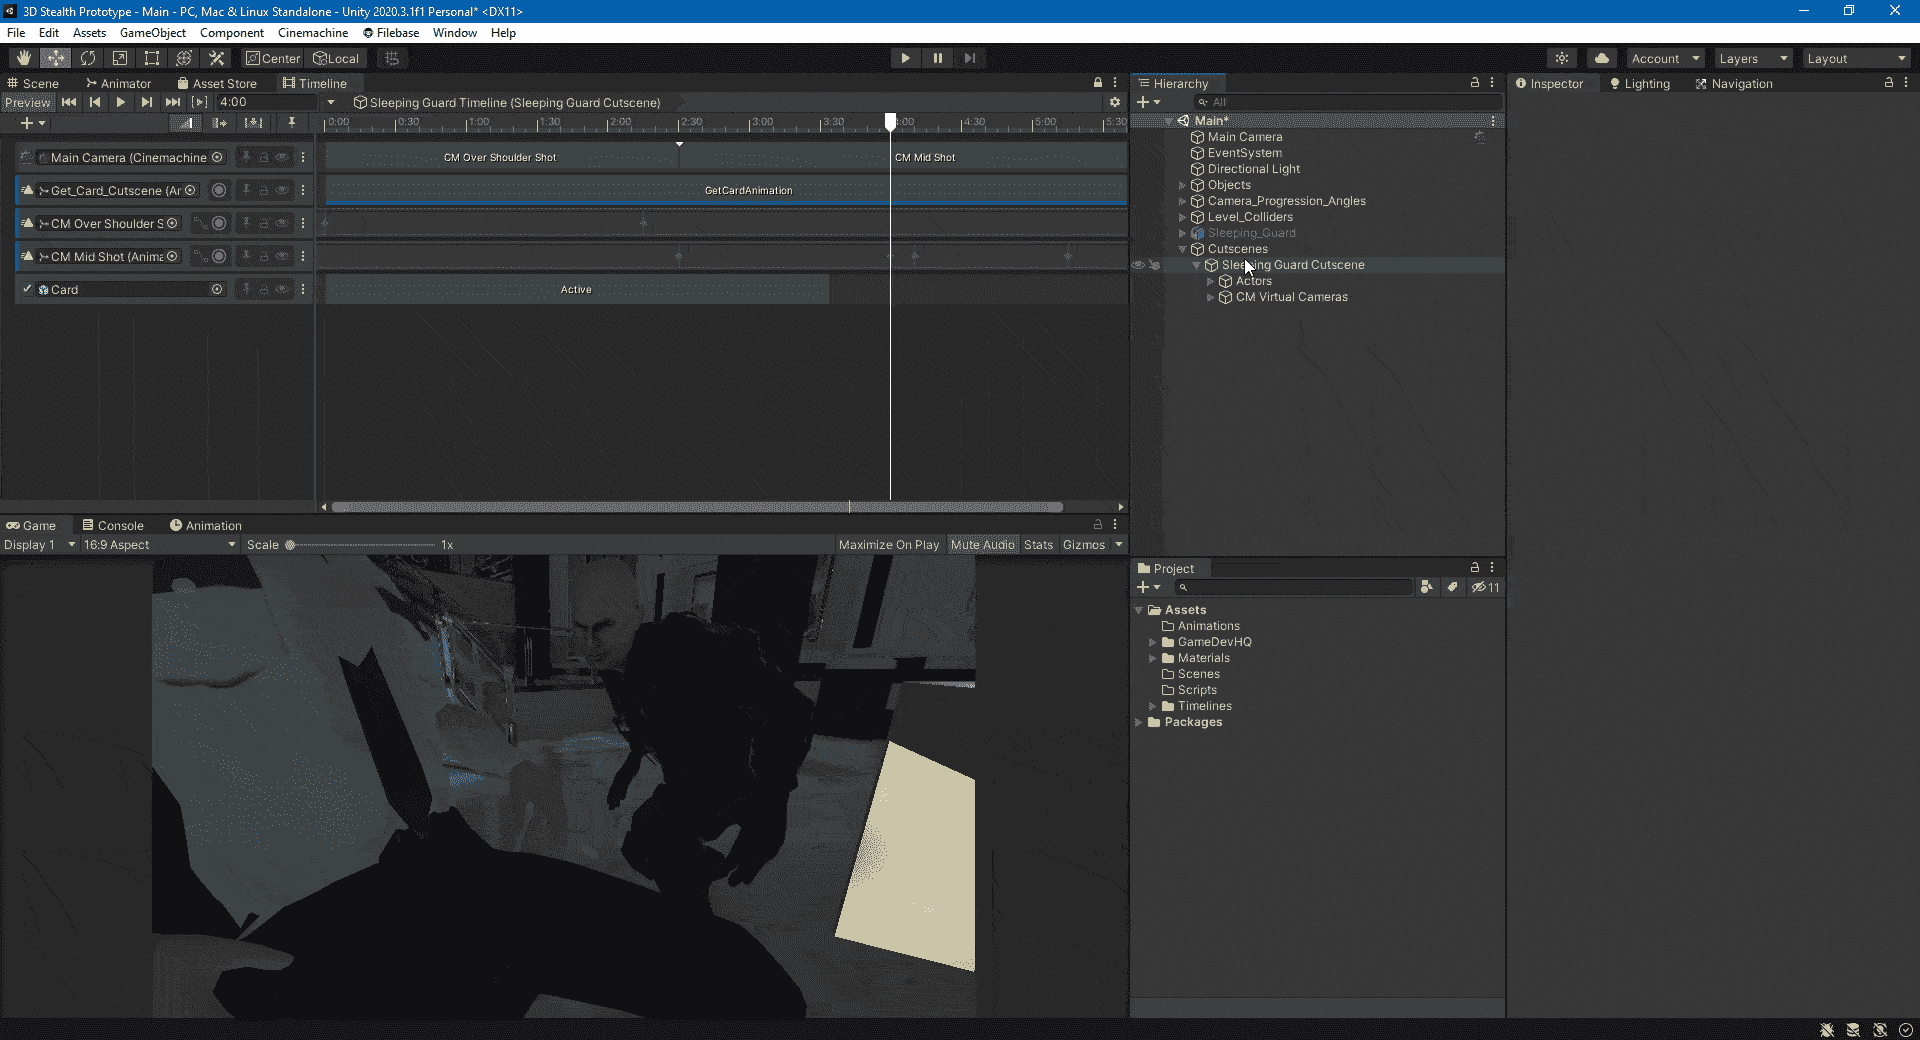 3D Stealth Prototype - Main - PC, Mac & Linux Standalone - Unity 2020.3.1f1 Personal* <DX11>
File Edit Assets GameObject Component Cinemachine Filebase Window Help
Center Local Account Layers Layout
Scene Animator Asset Store Timeline
Preview 4:00 Sleeping Guard Timeline (Sleeping Guard Cutscene)
0:00 0:30 1:00 1:30 2:00 2:30 3:00 3:30 4:00 4:30 5:00 5:30
Main Camera (Cinemachine CM Over Shoulder Shot CM Mid Shot
Get_Card_Cutscene (Ar GetCardAnimation
CM Over Shoulder S
CM Mid Shot (Anima
Card Active
Hierarchy
All
Main*
Main Camera
EventSystem
Directional Light
Objects
Camera_Progression_Angles
Level_Colliders
Sleeping_Guard
Cutscenes
Sleeping Guard Cutscene
Actors
CM Virtual Cameras
Inspector Lighting Navigation
Game Console Animation
Display 1 16:9 Aspect Scale 1x Maximize On Play Mute Audio Stats Gizmos
Project
11
Assets
Animations
GameDevHQ
Materials
Scenes
Scripts
Timelines
Packages